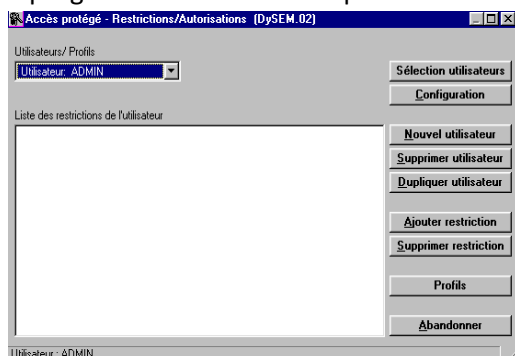 Accès protégé - Restrictions/Autorisations (DySEM.02)
Utilisateurs/ Profils
Utilisateur: ADMIN
Sélection utilisateurs
Configuration
Liste des restrictions de l'utilisateur
Nouvel utilisateur
Supprimer utilisateur
Dupliquer utilisateur
Ajouter restriction
Supprimer restriction
Profils
Abandonner
Utilisateur : ADMIN